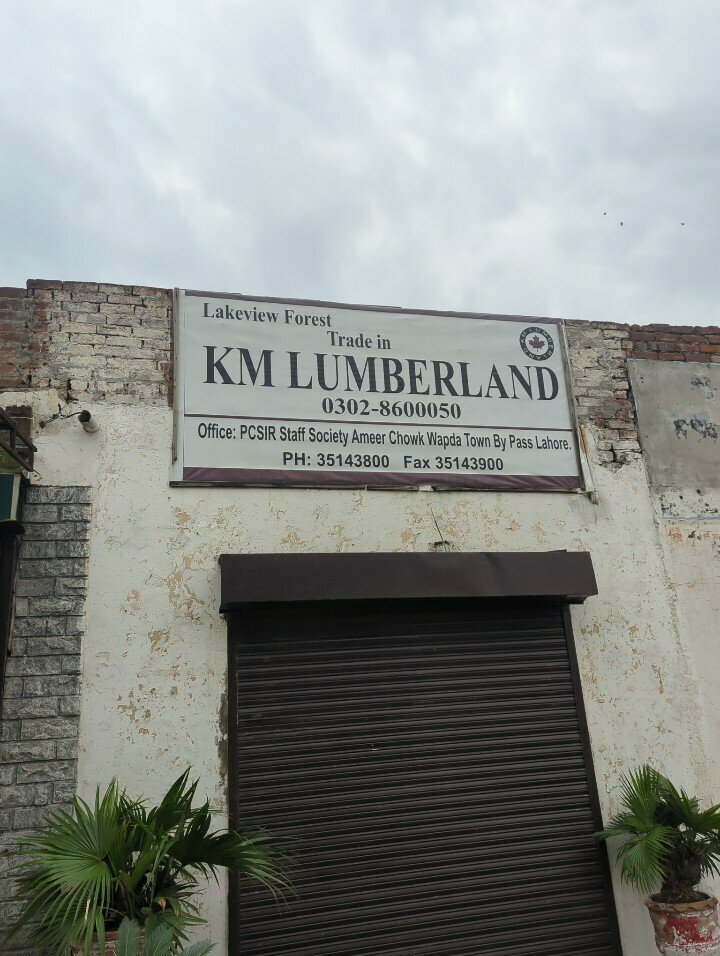 Lakeview Forest
Trade in
KM LUMBERLAND
0302-8600050
Office: PCSIR Staff Society Ameer Chowk Wapda Town By Pass Lahore.
PH: 35143800 Fax 35143900